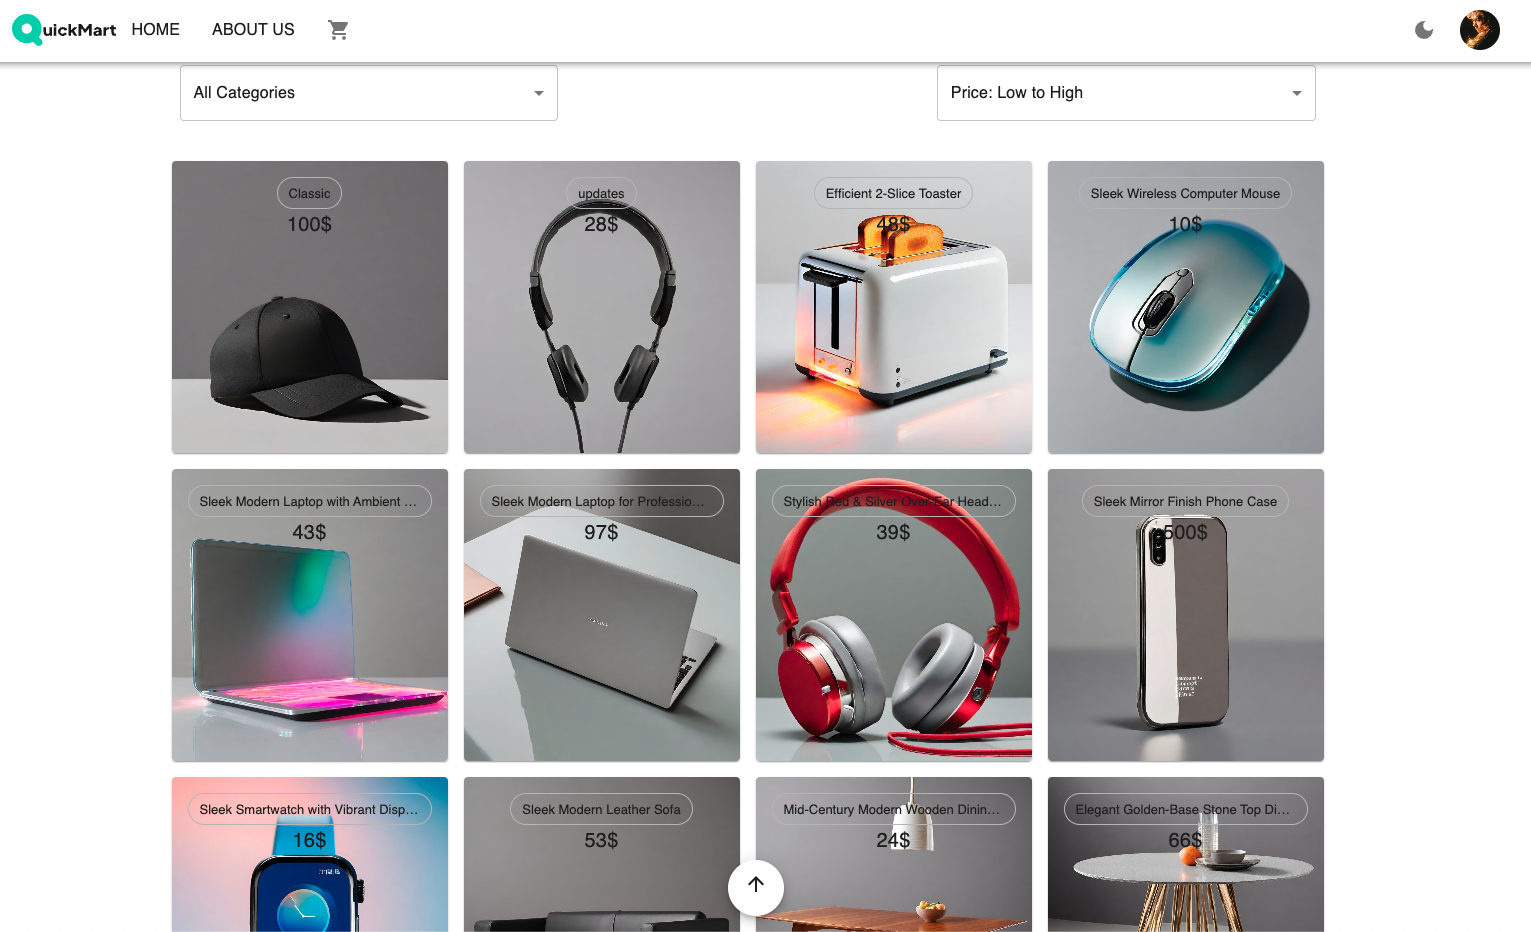 QuickMart HOME ABOUT US
All Categories
Price: Low to High
Classic
100$
updates
28$
Efficient 2-Slice Toaster
48$
Sleek Wireless Computer Mouse
10$
Sleek Modern Laptop with Ambient ...
43$
Sleek Modern Laptop for Professio...
97$
Stylish Red & Silver Over-Ear Head...
39$
Sleek Mirror Finish Phone Case
500$
Sleek Smartwatch with Vibrant Disp...
16$
Sleek Modern Leather Sofa
53$
Mid-Century Modern Wooden Dinin...
24$
Elegant Golden-Base Stone Top Di...
66$